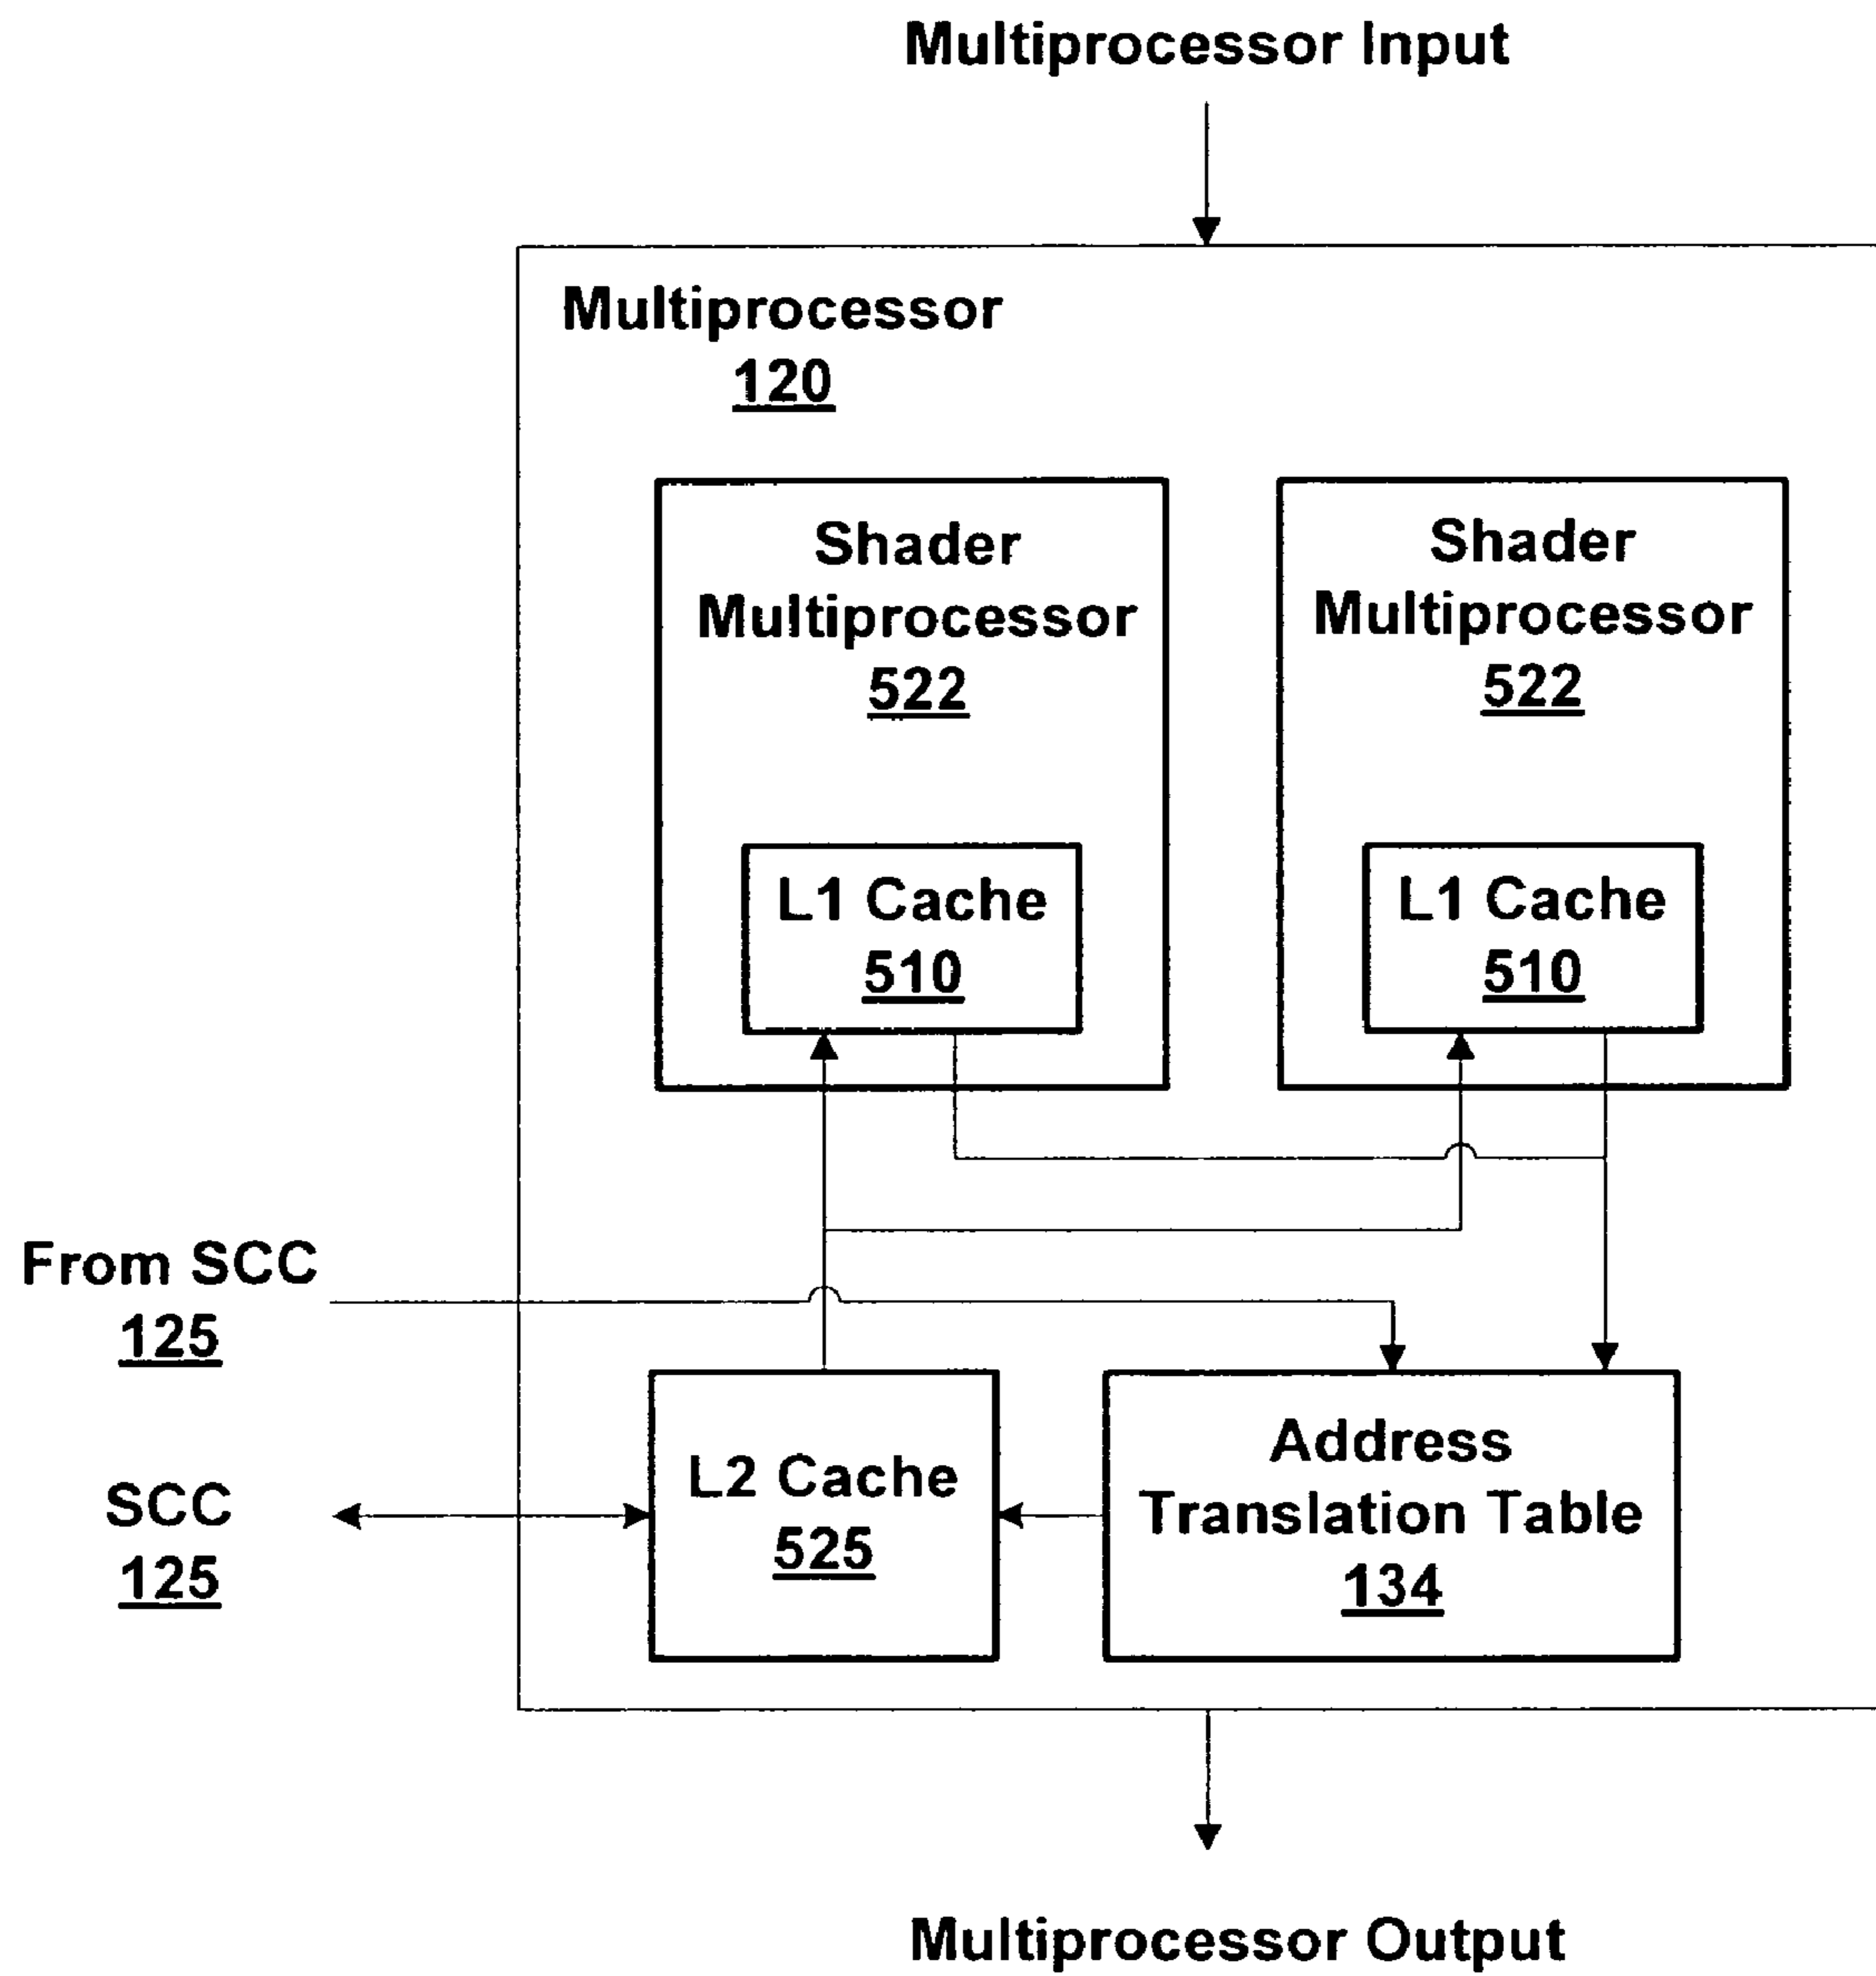 Multiprocessor Input
Multiprocessor
120
Shader
Multiprocessor
522
L1 Cache
510
Shader
Multiprocessor
522
L1 Cache
510
From SCC
125
SCC
125
L2 Cache
525
Address
Translation Table
134
Multiprocessor Output